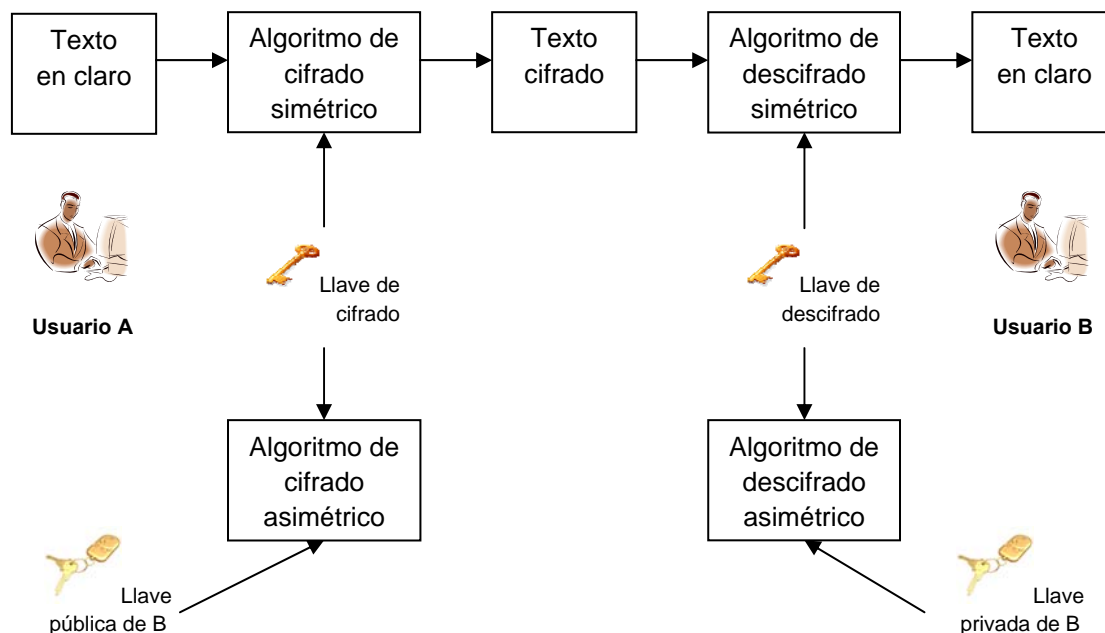 Texto
en claro
Algoritmo de
cifrado
simétrico
Texto
cifrado
Algoritmo de
descifrado
simétrico
Texto
en claro
Llave de
cifrado
Llave de
descifrado
Usuario A
Usuario B
Algoritmo de
cifrado
asimétrico
Algoritmo de
descifrado
asimétrico
Llave
pública de B
Llave
privada de B